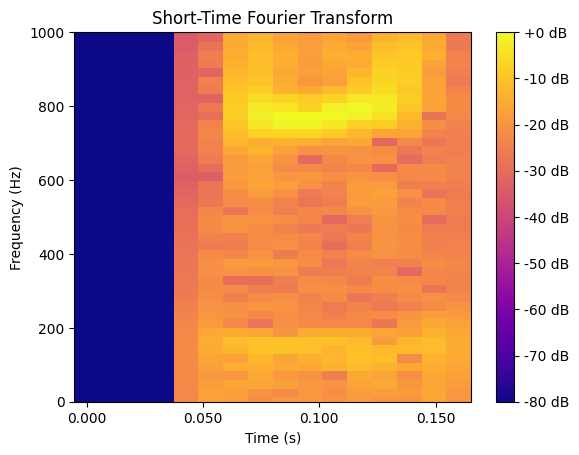 Short-Time Fourier Transform
1000
800
600
400
200
0
Frequency (Hz)
0.000
0.050
0.100
0.150
Time (s)
+0 dB
-10 dB
-20 dB
-30 dB
-40 dB
-50 dB
-60 dB
-70 dB
-80 dB